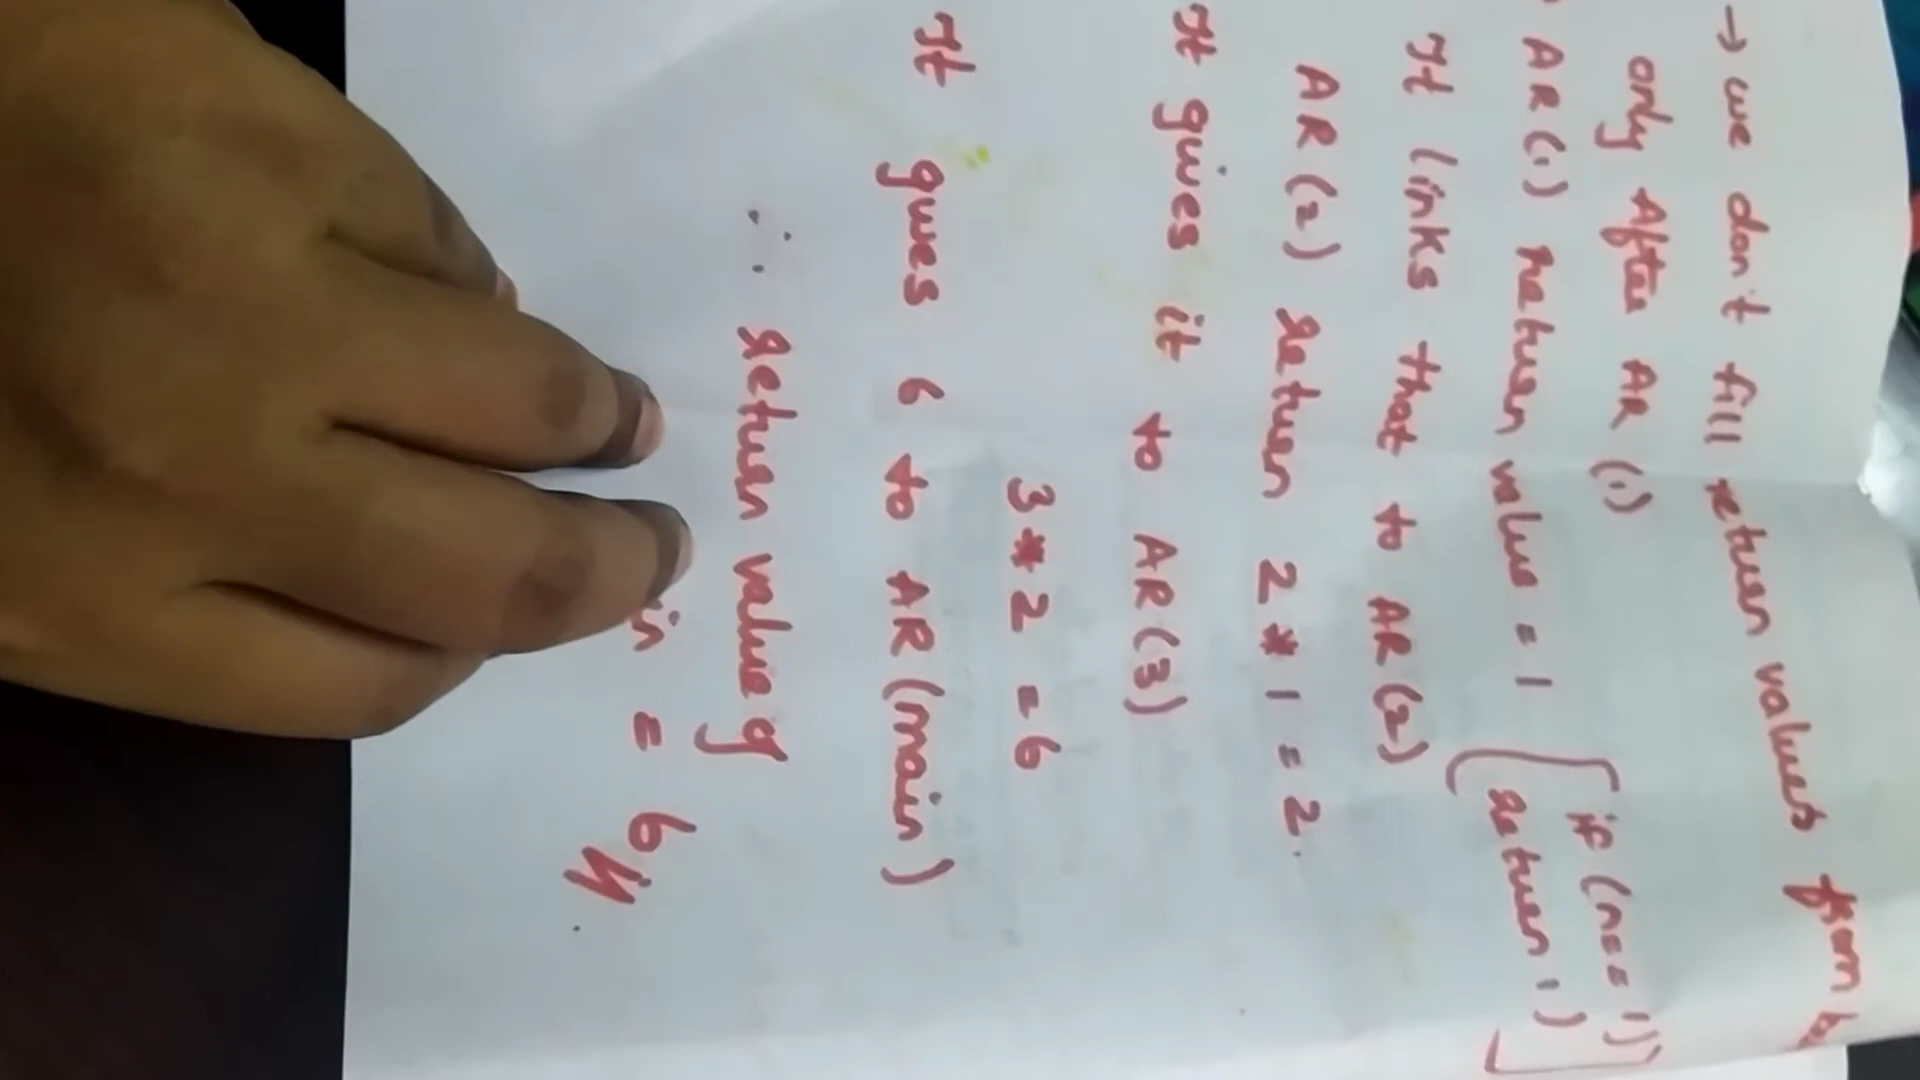 → we don't fill return values from
only After AR (1)
AR (1) return value = 1 [if (n == 1)
return 1]
It links that to AR (2)
AR (2) return 2 * 1 = 2.
It gives it to AR (3)
3 * 2 = 6
It gives 6 to AR (main)
∴ return value of
in = 6 //.